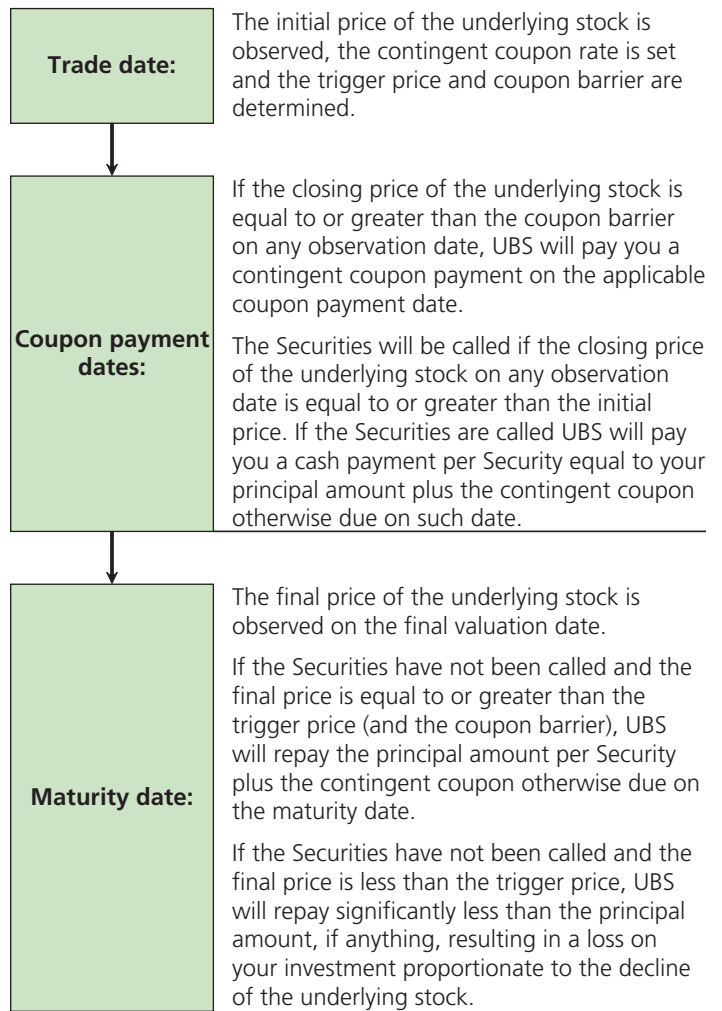 Trade date:
The initial price of the underlying stock is
observed, the contingent coupon rate is set
and the trigger price and coupon barrier are
determined.
Coupon payment
dates:
If the closing price of the underlying stock is
equal to or greater than the coupon barrier
on any observation date, UBS will pay you a
contingent coupon payment on the applicable
coupon payment date.
The Securities will be called if the closing price
of the underlying stock on any observation
date is equal to or greater than the initial
price. If the Securities are called UBS will pay
you a cash payment per Security equal to your
principal amount plus the contingent coupon
otherwise due on such date.
Maturity date:
The final price of the underlying stock is
observed on the final valuation date.
If the Securities have not been called and the
final price is equal to or greater than the
trigger price (and the coupon barrier), UBS
will repay the principal amount per Security
plus the contingent coupon otherwise due on
the maturity date.
If the Securities have not been called and the
final price is less than the trigger price, UBS
will repay significantly less than the principal
amount, if anything, resulting in a loss on
your investment proportionate to the decline
of the underlying stock.